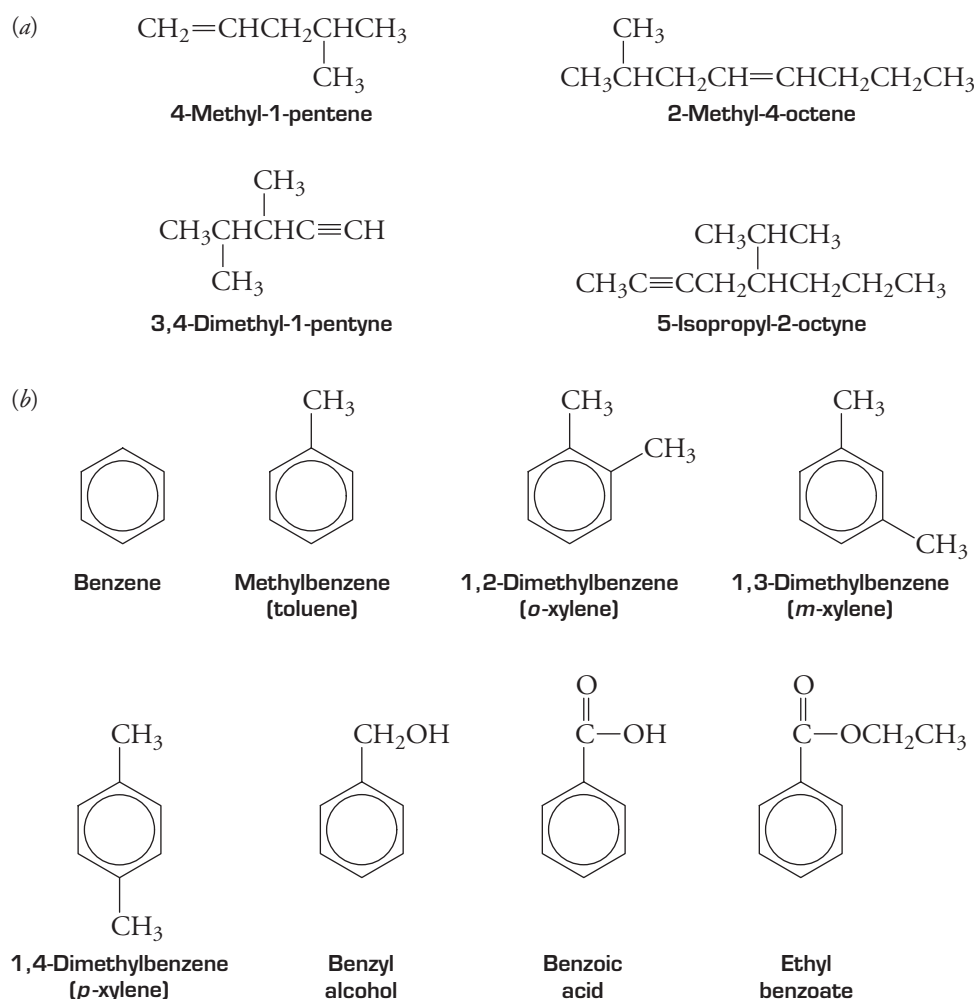 (a)
CH₂=CHCH₂CHCH₃
CH₃
4-Methyl-1-pentene
CH₃
CH₃CHCH₂CH=CHCH₂CH₂CH₃
2-Methyl-4-octene
CH₃
CH₃CHCHC≡CH
CH₃
3,4-Dimethyl-1-pentyne
CH₃CHCH₃
CH₃C≡CCH₂CHCH₂CH₂CH₃
5-Isopropyl-2-octyne
(b)
Benzene
CH₃
Methylbenzene
(toluene)
CH₃
CH₃
1,2-Dimethylbenzene
(o-xylene)
CH₃
CH₃
1,3-Dimethylbenzene
(m-xylene)
CH₃
CH₃
1,4-Dimethylbenzene
(p-xylene)
CH₂OH
Benzyl
alcohol
O
C—OH
Benzoic
acid
O
C—OCH₂CH₃
Ethyl
benzoate